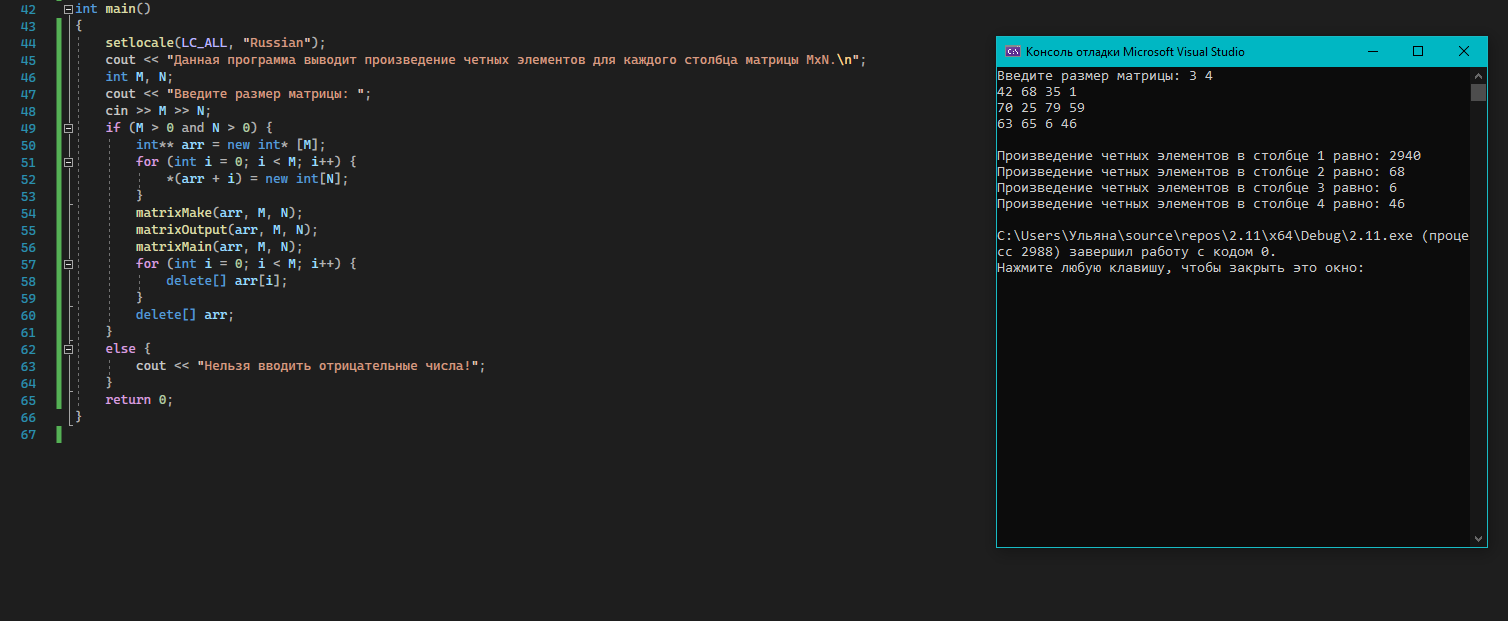 42 int main()
43 {
44 setlocale(LC_ALL, "Russian");
45 cout << "Данная программа выводит произведение четных элементов для каждого столбца матрицы MxN.\n";
46 int M, N;
47 cout << "Введите размер матрицы: ";
48 cin >> M >> N;
49 if (M > 0 and N > 0) {
50 int** arr = new int* [M];
51 for (int i = 0; i < M; i++) {
52 *(arr + i) = new int[N];
53 }
54 matrixMake(arr, M, N);
55 matrixOutput(arr, M, N);
56 matrixMain(arr, M, N);
57 for (int i = 0; i < M; i++) {
58 delete[] arr[i];
59 }
60 delete[] arr;
61 }
62 else {
63 cout << "Нельзя вводить отрицательные числа!";
64 }
65 return 0;
66 }
67
Консоль отладки Microsoft Visual Studio
Введите размер матрицы: 3 4
42 68 35 1
70 25 79 59
63 65 6 46
Произведение четных элементов в столбце 1 равно: 2940
Произведение четных элементов в столбце 2 равно: 68
Произведение четных элементов в столбце 3 равно: 6
Произведение четных элементов в столбце 4 равно: 46
C:\Users\Ульяна\source\repos\2.11\x64\Debug\2.11.exe (проце
сс 2988) завершил работу с кодом 0.
Нажмите любую клавишу, чтобы закрыть это окно: